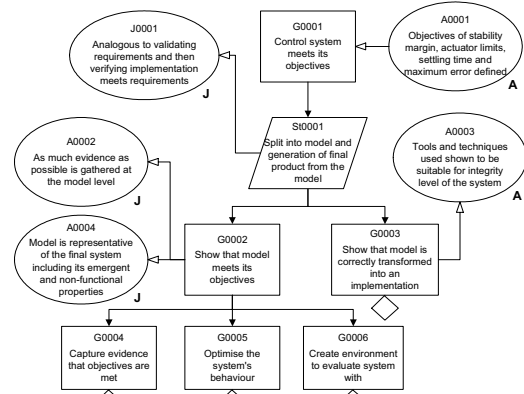 J0001
Analogous to validating
requirements and then
verifying implementation
meets requirements
J
G0001
Control system
meets its
objectives
A0001
Objectives of stability
margin, actuator limits,
settling time and
maximum error defined
A
A0002
As much evidence as
possible is gathered at
the model level
J
St0001
Split into model and
generation of final
product from the
model
A0003
Tools and techniques
used shown to be
suitable for integrity
level of the system
A
A0004
Model is representative
of the final system
including its emergent
and non-functional
properties
J
G0002
Show that model
meets its
objectives
G0003
Show that model is
correctly transformed
into an
implementation
G0004
Capture evidence
that objectives are
met
G0005
Optimise the
system's
behaviour
G0006
Create environment
to evaluate system
with